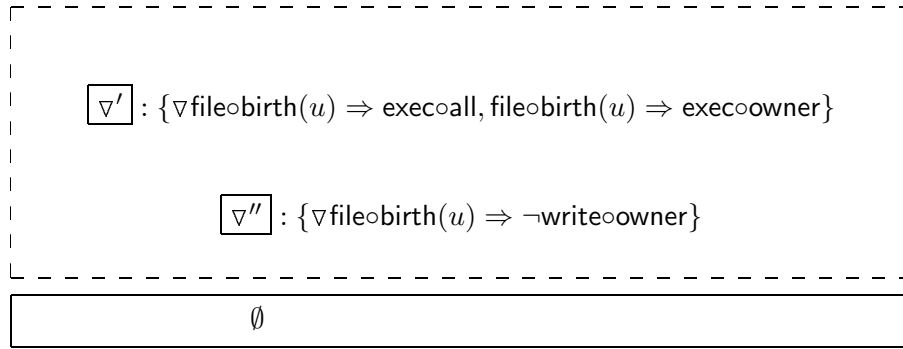 ▽′ : {▽file∘birth(u) ⇒ exec∘all, file∘birth(u) ⇒ exec∘owner}
▽″ : {▽file∘birth(u) ⇒ ¬write∘owner}
∅